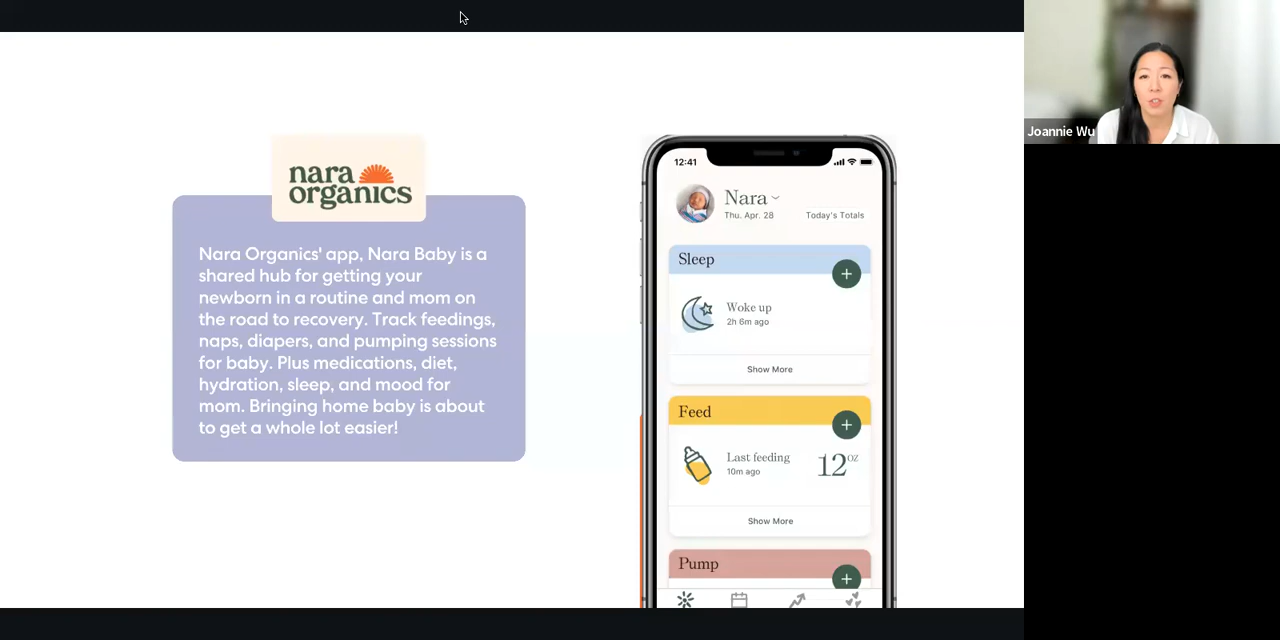 Joannie Wu
nara
organics
Nara Organics' app, Nara Baby is a
shared hub for getting your
newborn in a routine and mom on
the road to recovery. Track feedings,
naps, diapers, and pumping sessions
for baby. Plus medications, diet,
hydration, sleep, and mood for
mom. Bringing home baby is about
to get a whole lot easier!
12:41
Nara
Thu. Apr. 28
Today's Totals
Sleep
Woke up
2h 6m ago
Show More
Feed
Last feeding
10m ago
12 oz
Show More
Pump